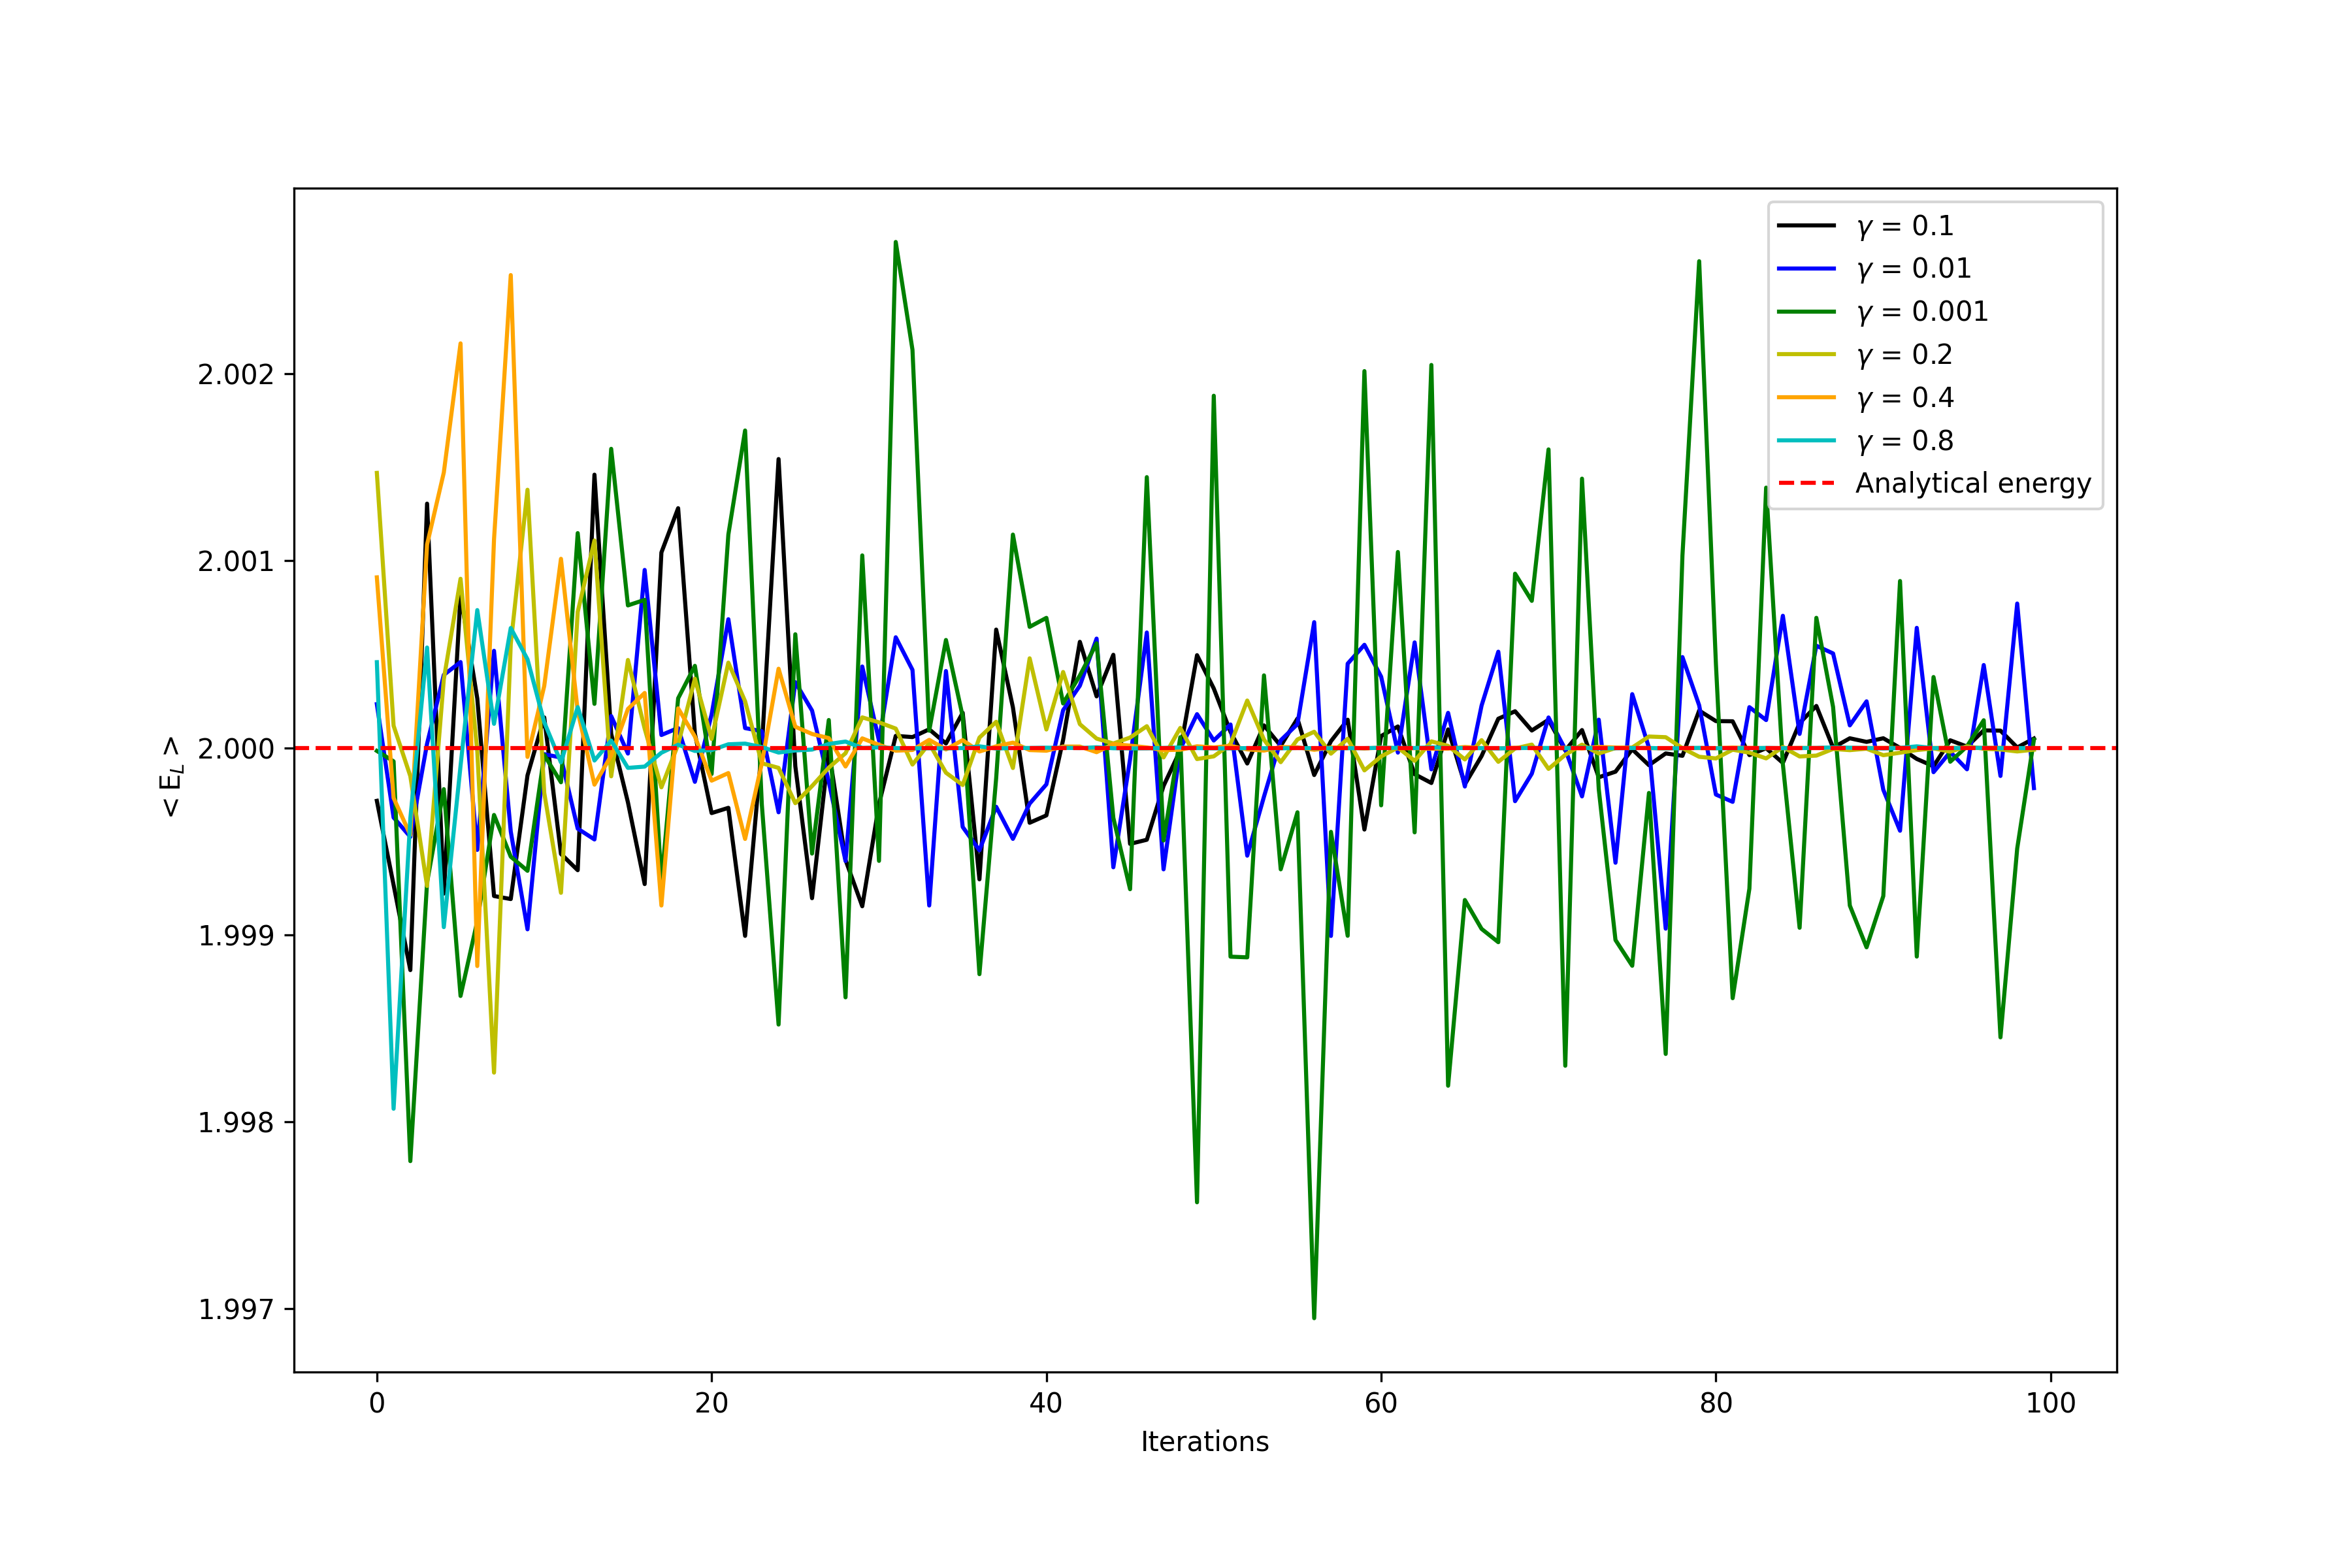 γ = 0.1
γ = 0.01
γ = 0.001
γ = 0.2
γ = 0.4
γ = 0.8
Analytical energy
2.002
2.001
2.000
1.999
1.998
1.997
<E_L>
0 20 40 60 80 100
Iterations